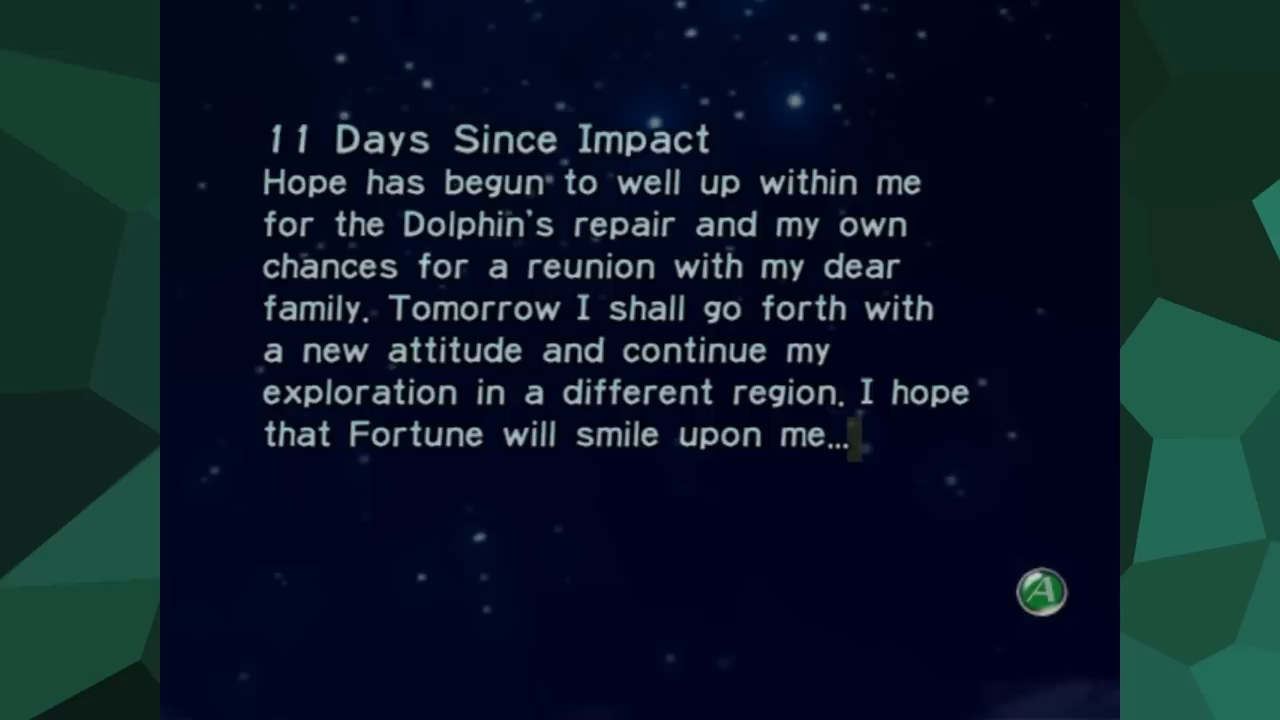 11 Days Since Impact
Hope has begun to well up within me
for the Dolphin's repair and my own
chances for a reunion with my dear
family. Tomorrow I shall go forth with
a new attitude and continue my
exploration in a different region. I hope
that Fortune will smile upon me...
A